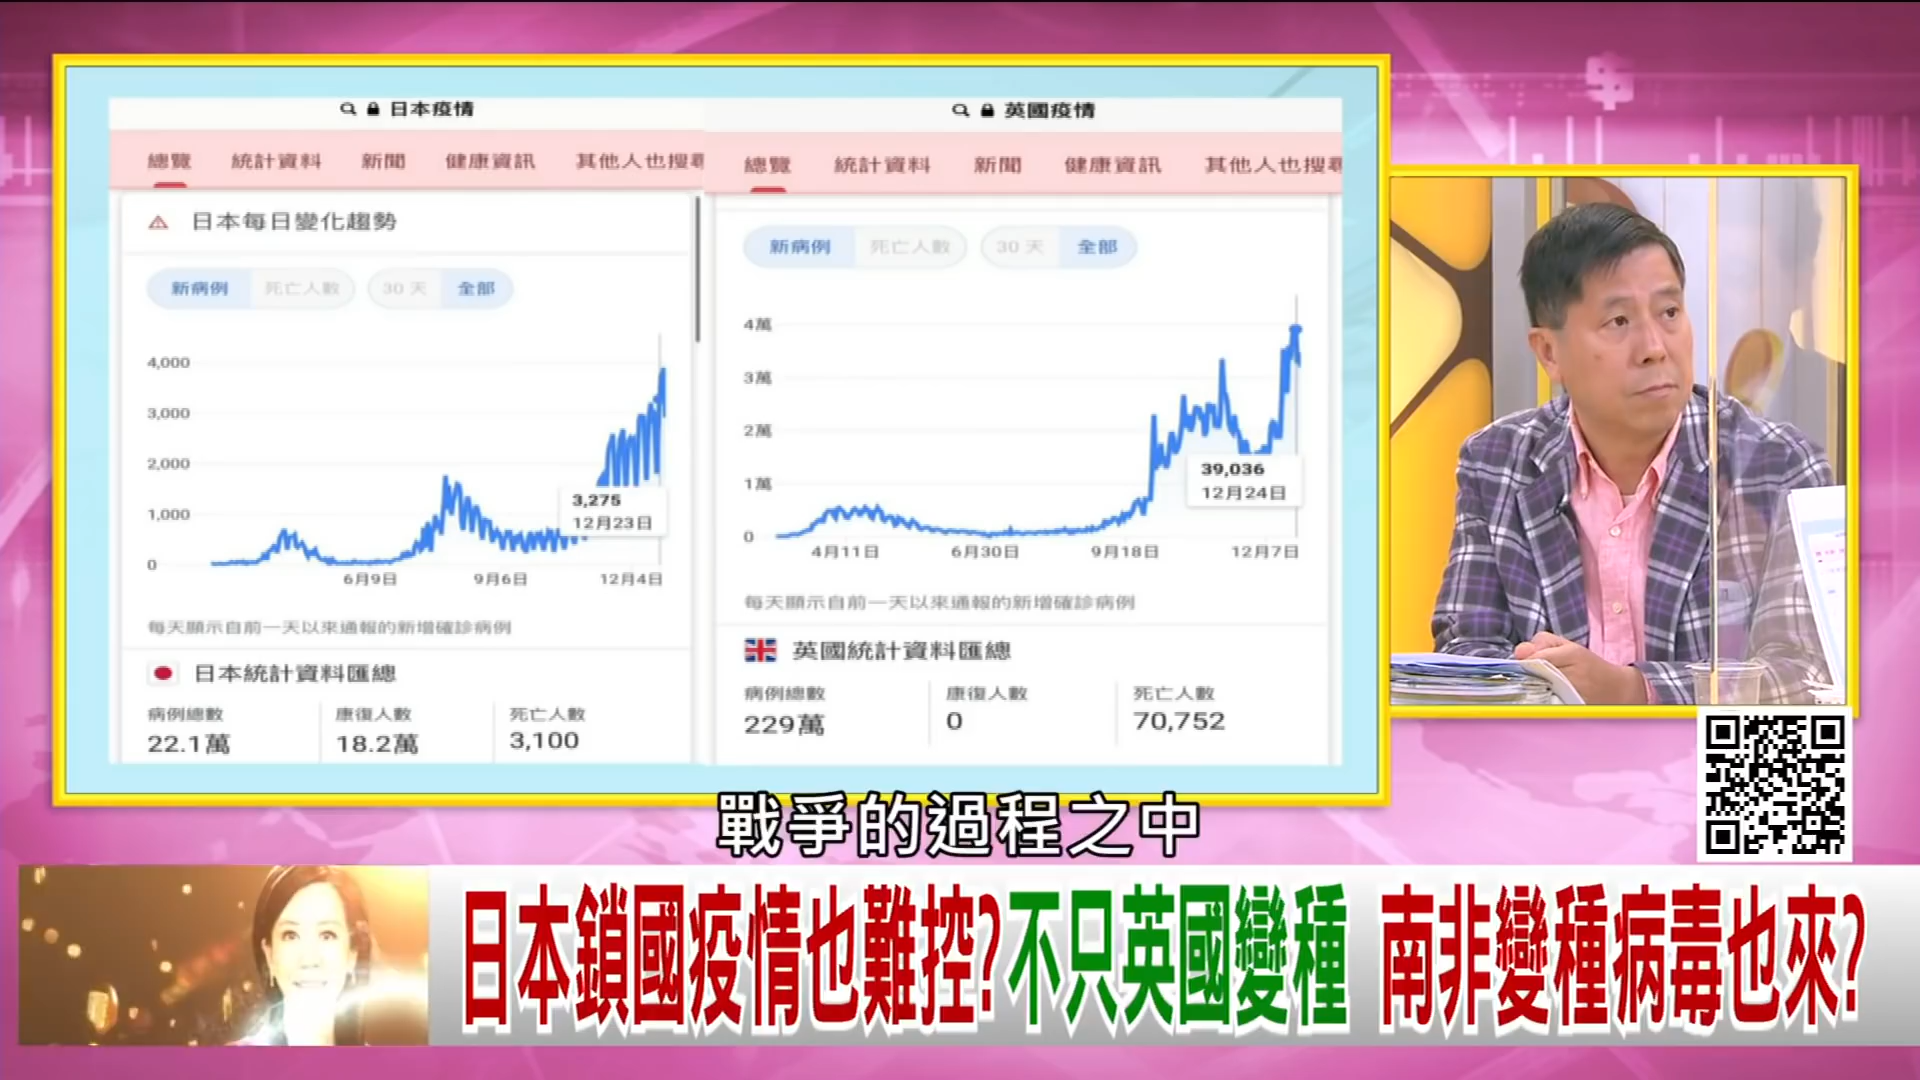 日本疫情
總覽 統計資料 新聞 健康資訊 其他人也搜尋
日本每日變化趨勢
新病例 死亡人數 30 天 全部
4,000
3,000
2,000
1,000
0
3,275
12月23日
6月9日 9月6日 12月4日
每天顯示自前一天以來通報的新增確診病例
日本統計資料匯總
病例總數 康復人數 死亡人數
22.1萬 18.2萬 3,100
英國疫情
總覽 統計資料 新聞 健康資訊 其他人也搜尋
新病例 死亡人數 30 天 全部
4萬
3萬
2萬
1萬
0
39,036
12月24日
4月11日 6月30日 9月18日 12月7日
每天顯示自前一天以來通報的新增確診病例
英國統計資料匯總
病例總數 康復人數 死亡人數
229萬 0 70,752
戰爭的過程之中
日本鎖國疫情也難控?不只英國變種 南非變種病毒也來?